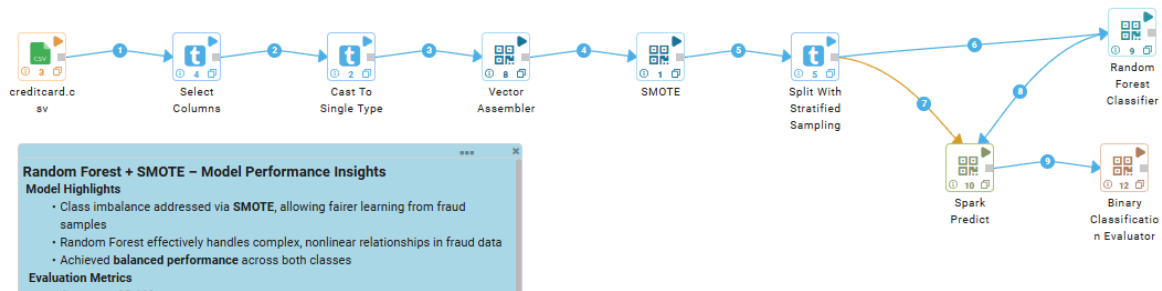 1
2
3
4
5
6
7
8
9
CSV
3
4
2
8
1
5
9
10
12
creditcard.c
sv
Select
Columns
Cast To
Single Type
Vector
Assembler
SMOTE
Split With
Stratified
Sampling
Random
Forest
Classifier
Spark
Predict
Binary
Classificatio
n Evaluator
Random Forest + SMOTE – Model Performance Insights
Model Highlights
• Class imbalance addressed via SMOTE, allowing fairer learning from fraud
samples
• Random Forest effectively handles complex, nonlinear relationships in fraud data
• Achieved balanced performance across both classes
Evaluation Metrics